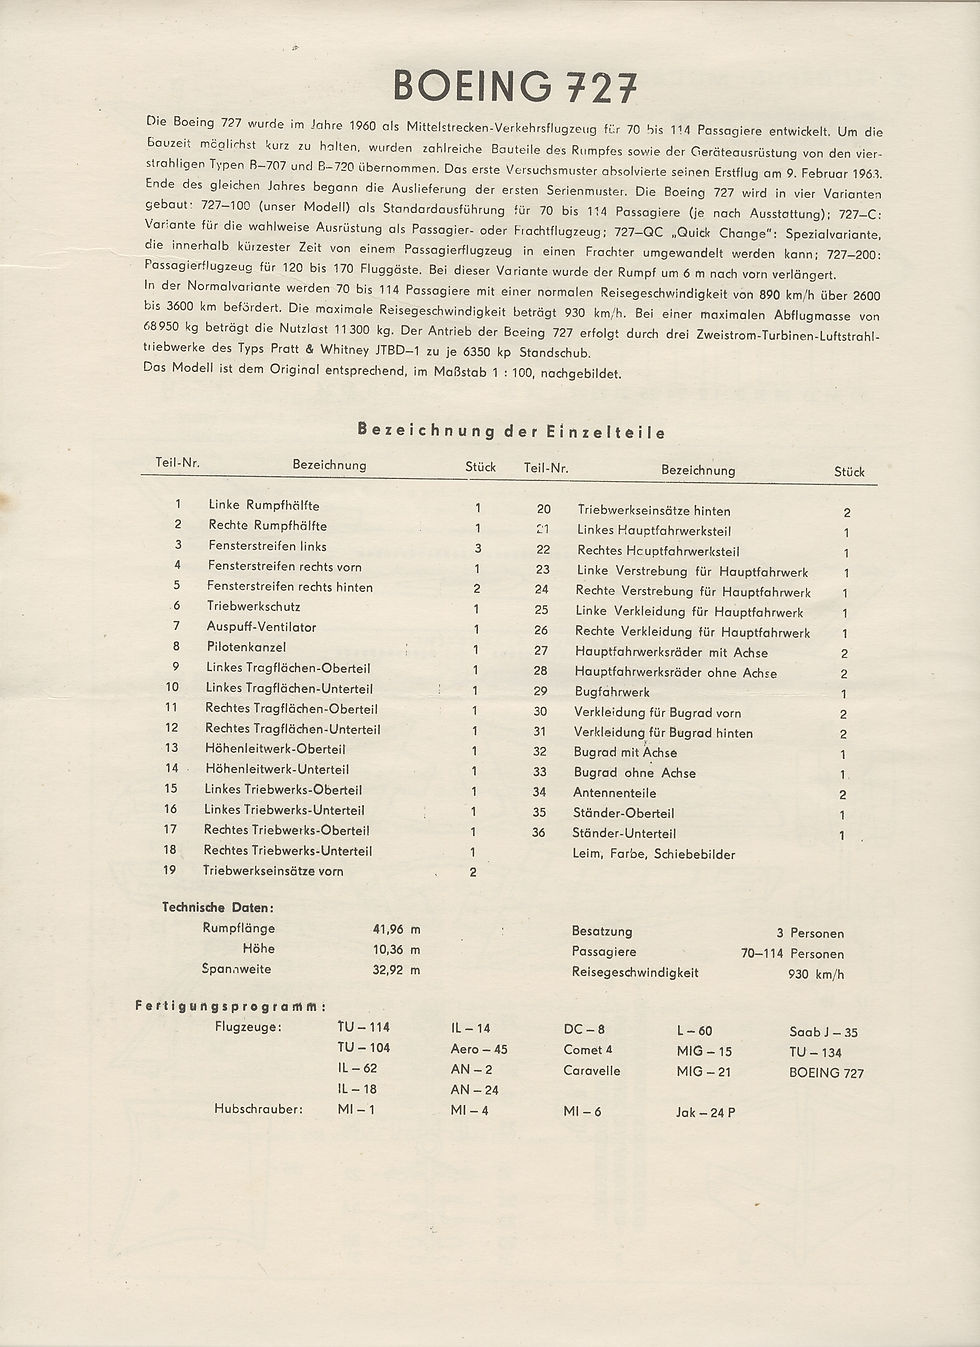 BOEING 727
Die Boeing 727 wurde im Jahre 1960 als Mittelstrecken-Verkehrsflugzeug für 70 bis 114 Passagiere entwickelt. Um die
Bauzeit möglichst kurz zu halten, wurden zahlreiche Bauteile des Rumpfes sowie der Geräteausrüstung von den vier-
strahligen Typen B–707 und B–720 übernommen. Das erste Versuchsmuster absolvierte seinen Erstflug am 9. Februar 1963.
Ende des gleichen Jahres begann die Auslieferung der ersten Serienmuster. Die Boeing 727 wird in vier Varianten
gebaut: 727–100 (unser Modell) als Standardausführung für 70 bis 114 Passagiere (je nach Ausstattung); 727–C:
Variante für die wahlweise Ausrüstung als Passagier- oder Frachtflugzeug; 727–QC „Quick Change“: Spezialvariante,
die innerhalb kürzester Zeit von einem Passagierflugzeug in einen Frachter umgewandelt werden kann; 727–200:
Passagierflugzeug für 120 bis 170 Fluggäste. Bei dieser Variante wurde der Rumpf um 6 m nach vorn verlängert.
In der Normalvariante werden 70 bis 114 Passagiere mit einer normalen Reisegeschwindigkeit von 890 km/h über 2600
bis 3600 km befördert. Die maximale Reisegeschwindigkeit beträgt 930 km/h. Bei einer maximalen Abflugmasse von
68 950 kg beträgt die Nutzlast 11 300 kg. Der Antrieb der Boeing 727 erfolgt durch drei Zweistrom-Turbinen-Luftstrahl-
triebwerke des Typs Pratt & Whitney JTBD–1 zu je 6350 kp Standschub.
Das Modell ist dem Original entsprechend, im Maßstab 1 : 100, nachgebildet.
Bezeichnung der Einzelteile
Teil-Nr. Bezeichnung Stück Teil-Nr. Bezeichnung Stück
1 Linke Rumpfhälfte 1 20 Triebwerkseinsätze hinten 2
2 Rechte Rumpfhälfte 1 21 Linkes Hauptfahrwerksteil 1
3 Fensterstreifen links 3 22 Rechtes Hauptfahrwerksteil 1
4 Fensterstreifen rechts vorn 1 23 Linke Verstrebung für Hauptfahrwerk 1
5 Fensterstreifen rechts hinten 2 24 Rechte Verstrebung für Hauptfahrwerk 1
6 Triebwerkschutz 1 25 Linke Verkleidung für Hauptfahrwerk 1
7 Auspuff-Ventilator 1 26 Rechte Verkleidung für Hauptfahrwerk 1
8 Pilotenkanzel 1 27 Hauptfahrwerksräder mit Achse 2
9 Linkes Tragflächen-Oberteil 1 28 Hauptfahrwerksräder ohne Achse 2
10 Linkes Tragflächen-Unterteil 1 29 Bugfahrwerk 1
11 Rechtes Tragflächen-Oberteil 1 30 Verkleidung für Bugrad vorn 2
12 Rechtes Tragflächen-Unterteil 1 31 Verkleidung für Bugrad hinten 2
13 Höhenleitwerk-Oberteil 1 32 Bugrad mit Achse 1
14 Höhenleitwerk-Unterteil 1 33 Bugrad ohne Achse 1
15 Linkes Triebwerks-Oberteil 1 34 Antennenteile 2
16 Linkes Triebwerks-Unterteil 1 35 Ständer-Oberteil 1
17 Rechtes Triebwerks-Oberteil 1 36 Ständer-Unterteil 1
18 Rechtes Triebwerks-Unterteil 1 Leim, Farbe, Schiebebilder
19 Triebwerkseinsätze vorn 2
Technische Daten:
Rumpflänge 41,96 m Besatzung 3 Personen
Höhe 10,36 m Passagiere 70–114 Personen
Spannweite 32,92 m Reisegeschwindigkeit 930 km/h
Fertigungsprogramm:
Flugzeuge: TU – 114 IL – 14 DC – 8 L – 60 Saab J – 35
TU – 104 Aero – 45 Comet 4 MIG – 15 TU – 134
IL – 62 AN – 2 Caravelle MIG – 21 BOEING 727
IL – 18 AN – 24
Hubschrauber: MI – 1 MI – 4 MI – 6 Jak – 24 P